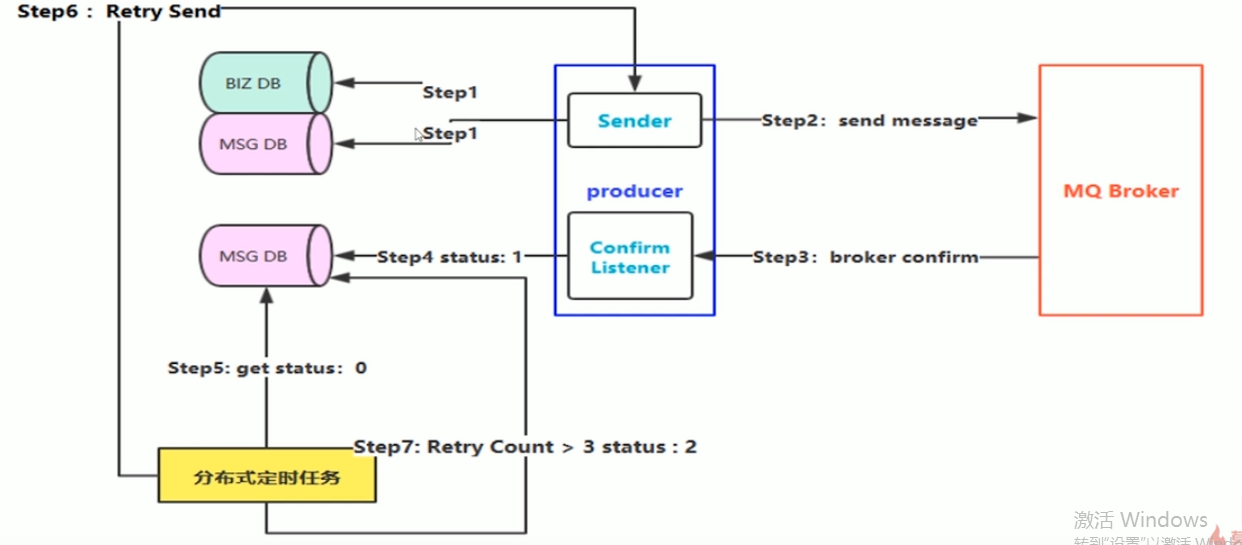 Step6： Retry Send
BIZ DB
Step1
MSG DB
Step1
Sender
Step2：send message
producer
MQ Broker
MSG DB
Step4 status: 1
Confirm
Listener
Step3：broker confirm
Step5: get status：0
Step7: Retry Count > 3 status : 2
分布式定时任务
激活 Windows
转到"设置"以激活